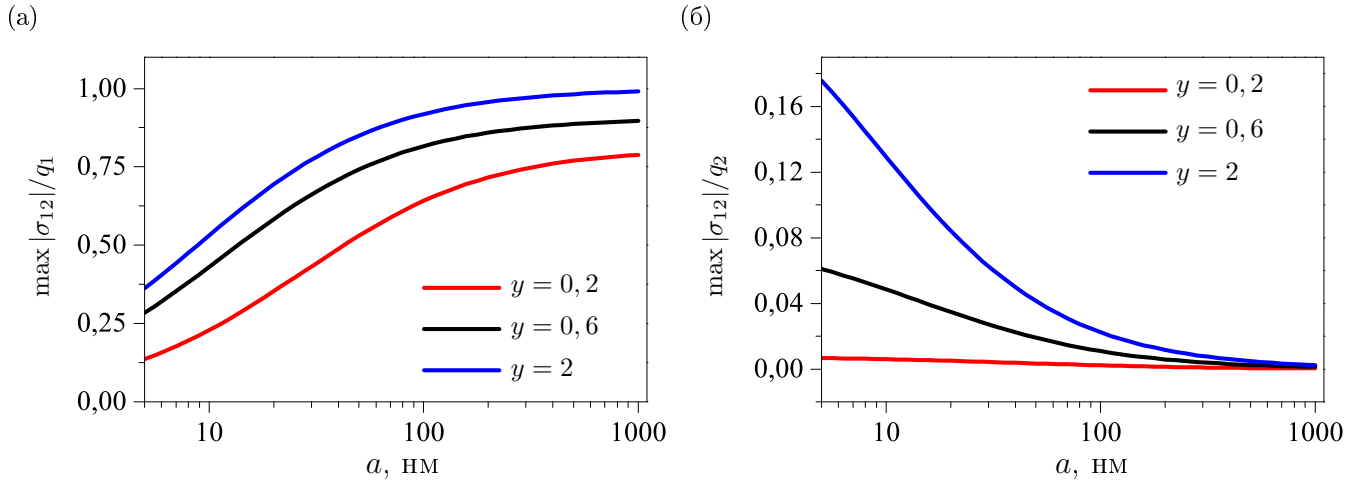 (а)
max |σ₁₂|/q₁
1,00
0,75
0,50
0,25
0,00
y = 0, 2
y = 0, 6
y = 2
10
100
1000
a, нм
(б)
max |σ₁₂|/q₂
0,16
0,12
0,08
0,04
0,00
y = 0, 2
y = 0, 6
y = 2
10
100
1000
a, нм